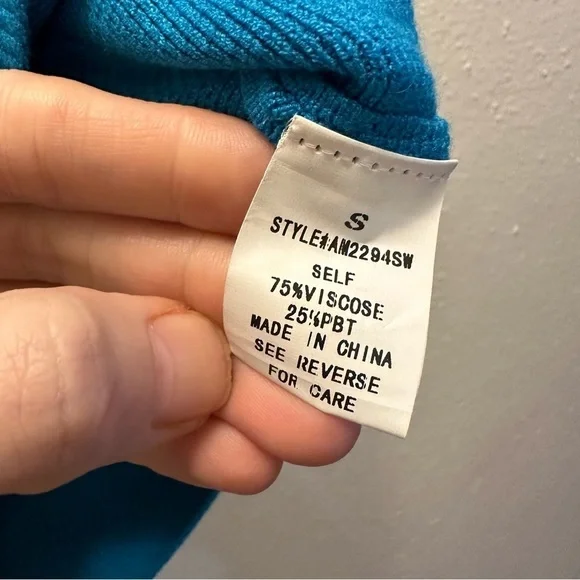 S
STYLE#AM2294SW
SELF
75%VISCOSE
25%PBT
MADE IN CHINA
SEE REVERSE
FOR CARE